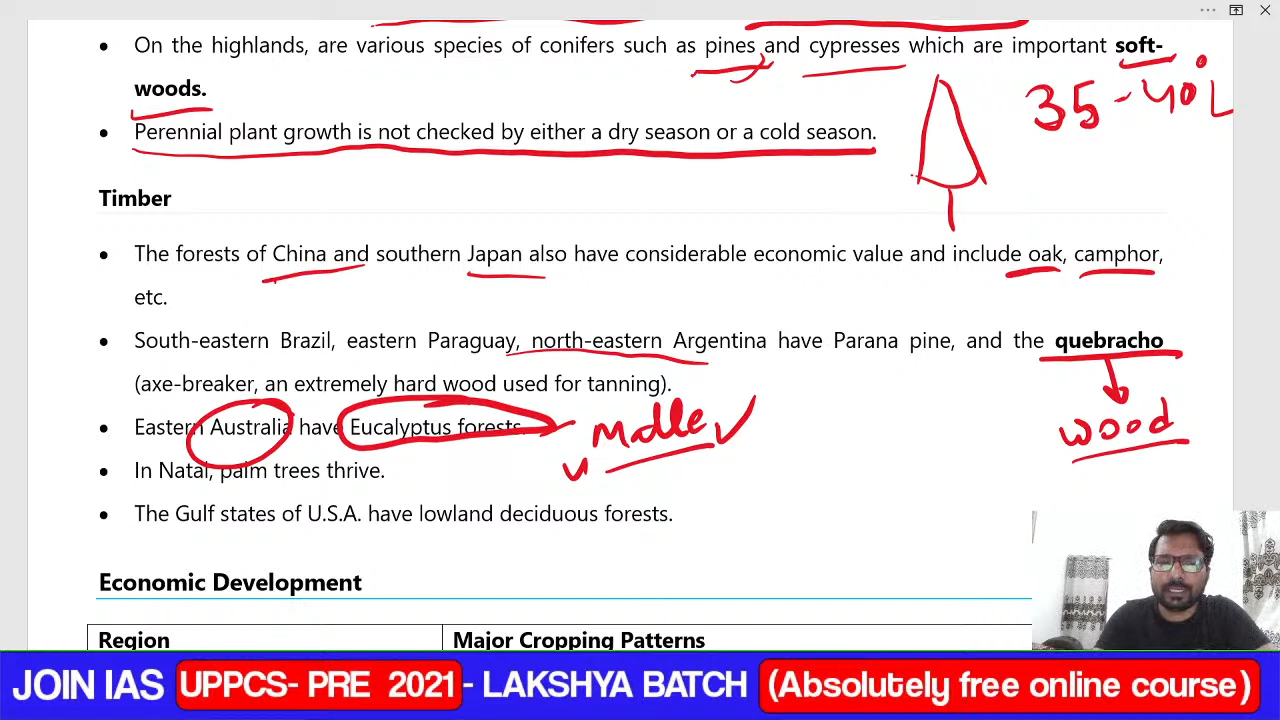 On the highlands, are various species of conifers such as pines and cypresses which are important soft-
woods.
35-40L
Perennial plant growth is not checked by either a dry season or a cold season.
Timber
The forests of China and southern Japan also have considerable economic value and include oak, camphor,
etc.
South-eastern Brazil, eastern Paraguay, north-eastern Argentina have Parana pine, and the quebracho
(axe-breaker, an extremely hard wood used for tanning).
wood
Eastern Australia have Eucalyptus forests.
In Natal, palm trees thrive.
The Gulf states of U.S.A. have lowland deciduous forests.
Economic Development
Region Major Cropping Patterns
JOIN IAS UPPCS- PRE 2021 - LAKSHYA BATCH (Absolutely free online course)